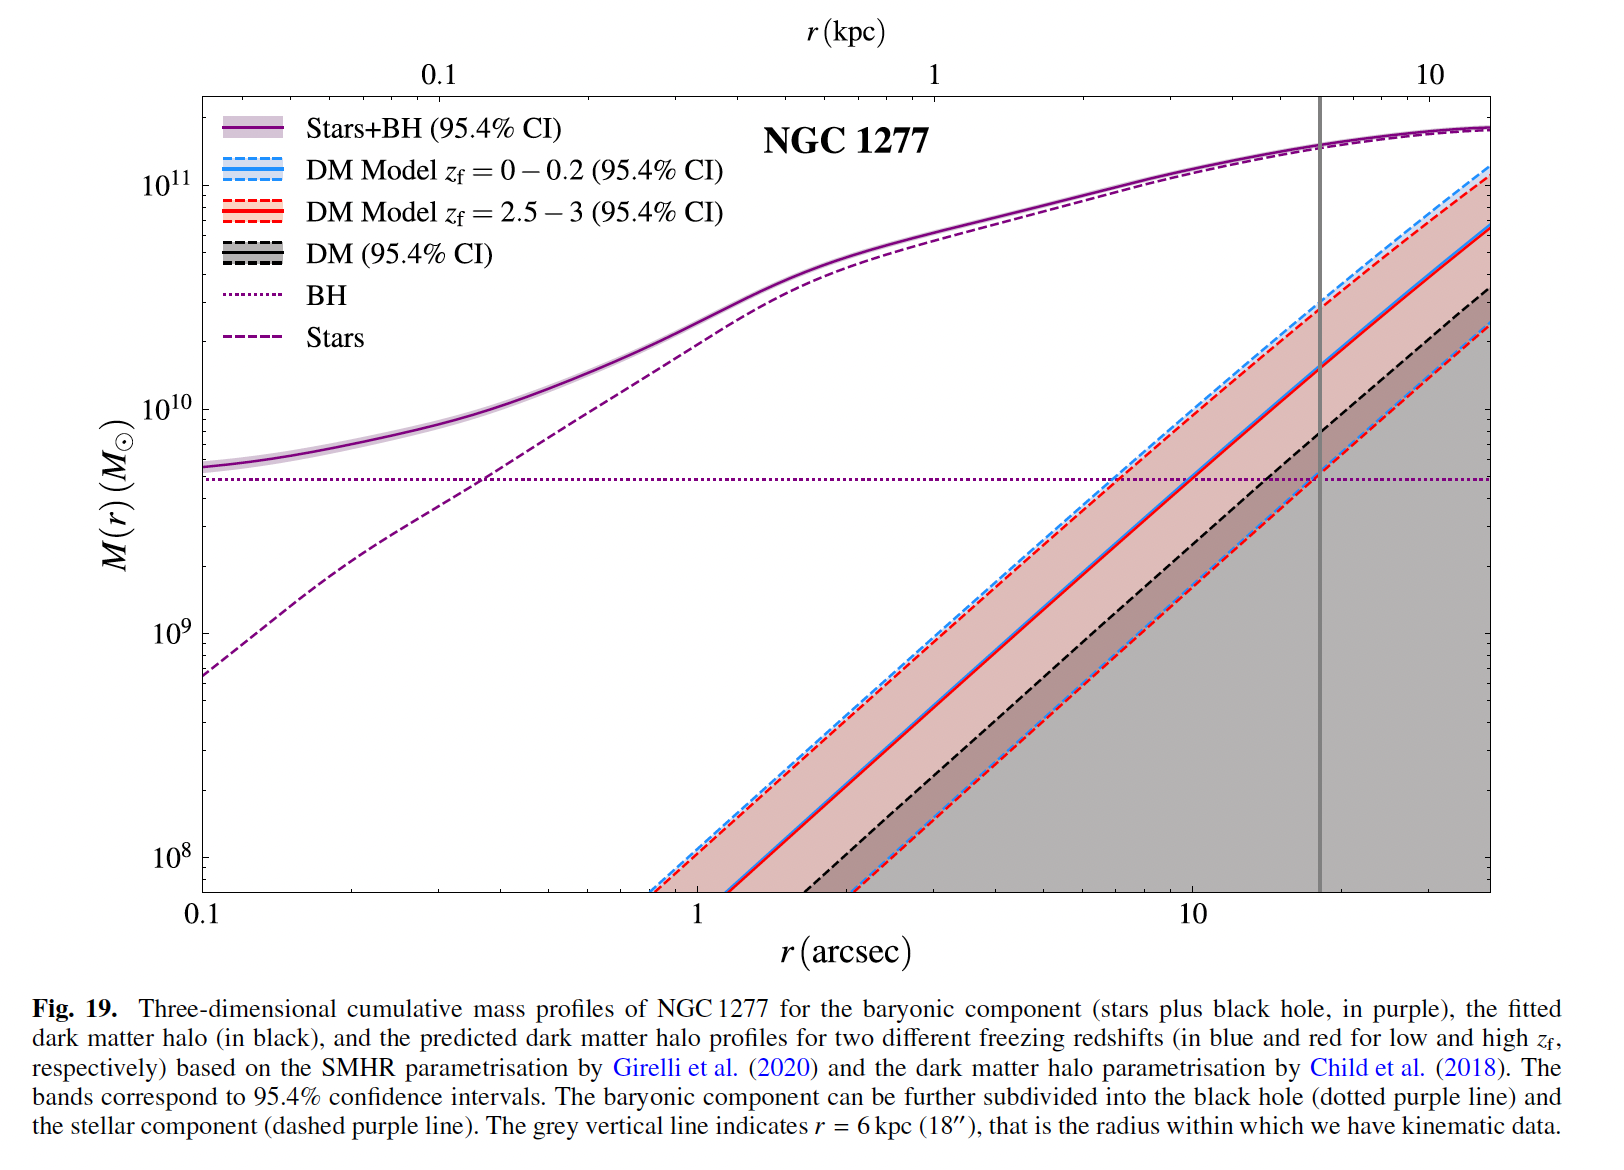 r (kpc)
0.1 1 10
NGC 1277
Stars+BH (95.4% CI)
DM Model z_f = 0 − 0.2 (95.4% CI)
DM Model z_f = 2.5 − 3 (95.4% CI)
DM (95.4% CI)
BH
Stars
10^11
10^10
10^9
10^8
M(r) (M_⊙)
0.1 1 10
r (arcsec)
Fig. 19. Three-dimensional cumulative mass profiles of NGC 1277 for the baryonic component (stars plus black hole, in purple), the fitted
dark matter halo (in black), and the predicted dark matter halo profiles for two different freezing redshifts (in blue and red for low and high z_f,
respectively) based on the SMHR parametrisation by Girelli et al. (2020) and the dark matter halo parametrisation by Child et al. (2018). The
bands correspond to 95.4% confidence intervals. The baryonic component can be further subdivided into the black hole (dotted purple line) and
the stellar component (dashed purple line). The grey vertical line indicates r = 6 kpc (18″), that is the radius within which we have kinematic data.